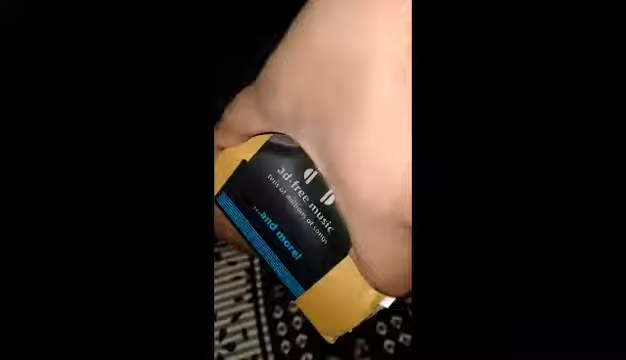 ad-free music
tens of millions of songs
...and more!